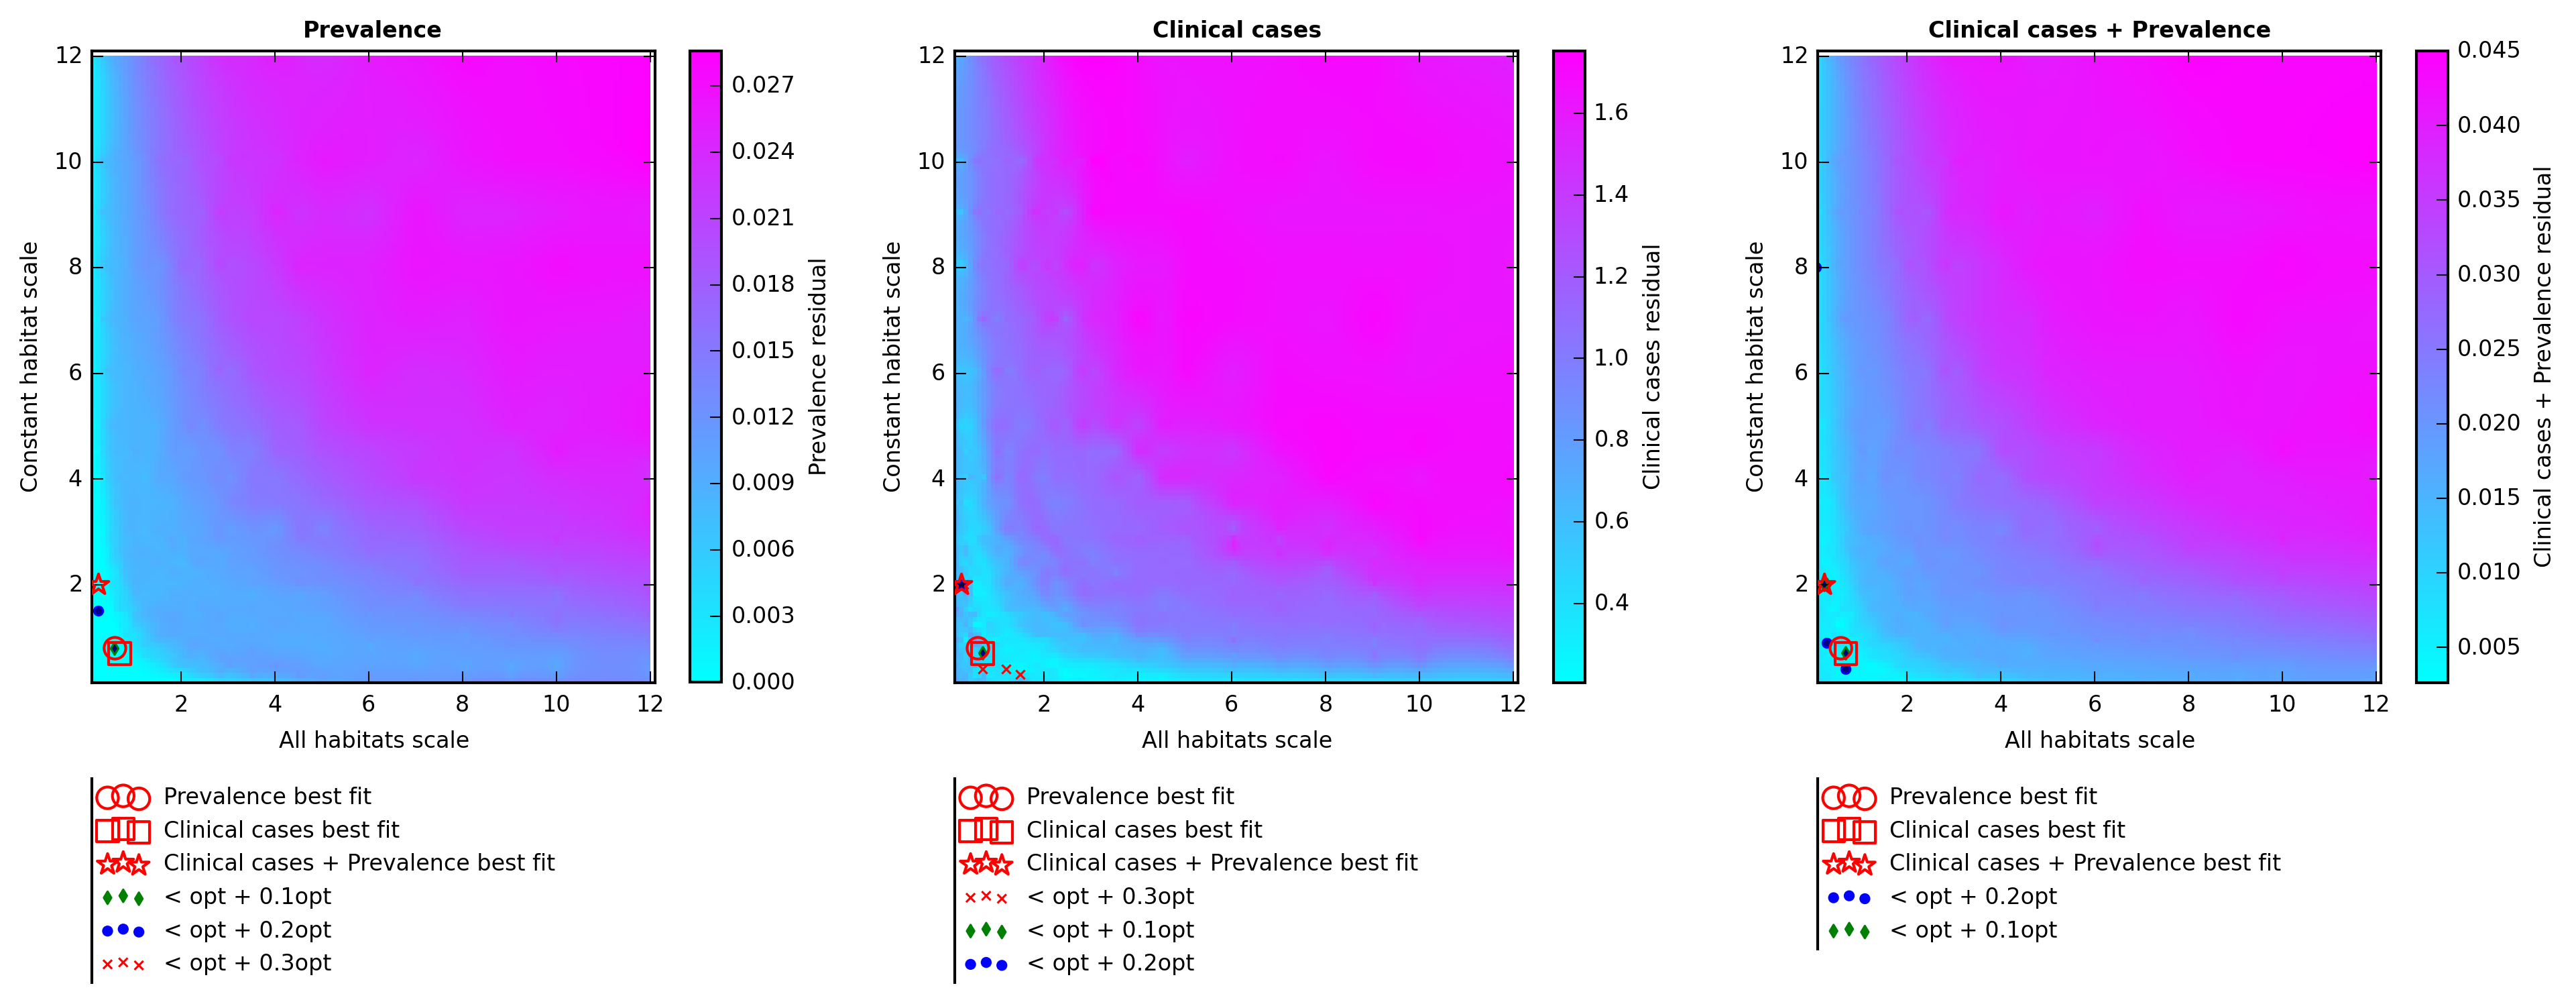 Prevalence
12
10
8
6
4
2
Constant habitat scale
2 4 6 8 10 12
All habitats scale
0.027
0.024
0.021
0.018
0.015
0.012
0.009
0.006
0.003
0.000
Prevalence residual
Prevalence best fit
Clinical cases best fit
Clinical cases + Prevalence best fit
< opt + 0.1opt
< opt + 0.2opt
< opt + 0.3opt
Clinical cases
12
10
8
6
4
2
Constant habitat scale
2 4 6 8 10 12
All habitats scale
1.6
1.4
1.2
1.0
0.8
0.6
0.4
Clinical cases residual
Prevalence best fit
Clinical cases best fit
Clinical cases + Prevalence best fit
< opt + 0.3opt
< opt + 0.1opt
< opt + 0.2opt
Clinical cases + Prevalence
12
10
8
6
4
2
Constant habitat scale
2 4 6 8 10 12
All habitats scale
0.045
0.040
0.035
0.030
0.025
0.020
0.015
0.010
0.005
Clinical cases + Prevalence residual
Prevalence best fit
Clinical cases best fit
Clinical cases + Prevalence best fit
< opt + 0.2opt
< opt + 0.1opt